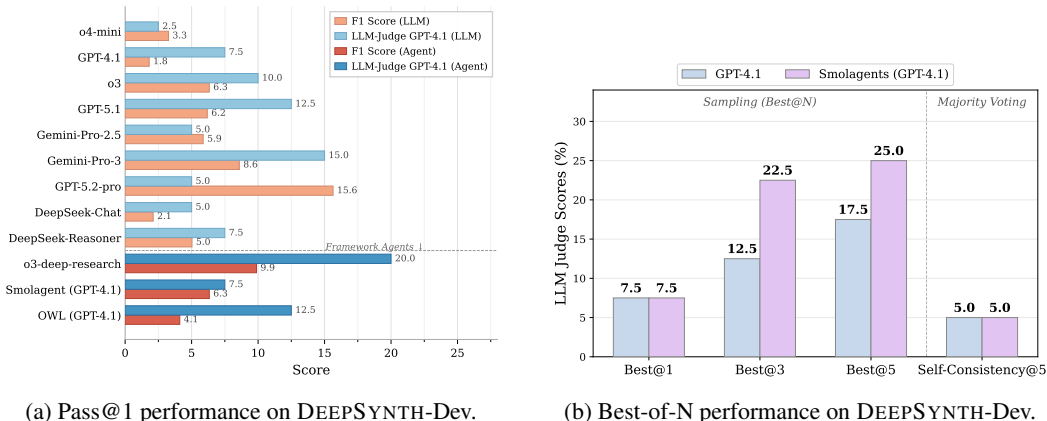 F1 Score (LLM)
LLM-Judge GPT-4.1 (LLM)
F1 Score (Agent)
LLM-Judge GPT-4.1 (Agent)
o4-mini 2.5 3.3
GPT-4.1 7.5 1.8
o3 10.0 6.3
GPT-5.1 12.5 6.2
Gemini-Pro-2.5 5.0 5.9
Gemini-Pro-3 15.0 8.6
GPT-5.2-pro 5.0 15.6
DeepSeek-Chat 5.0 2.1
DeepSeek-Reasoner 7.5 5.0
Framework Agents ↓
o3-deep-research 20.0 9.9
Smolagent (GPT-4.1) 7.5 6.3
OWL (GPT-4.1) 12.5 4.1
0 5 10 15 20 25
Score
(a) Pass@1 performance on DEEPSYNTH-Dev.
GPT-4.1 Smolagents (GPT-4.1)
Sampling (Best@N) Majority Voting
LLM Judge Scores (%)
30
25
20
15
10
5
0
7.5 7.5
12.5 22.5
17.5 25.0
5.0 5.0
Best@1 Best@3 Best@5 Self-Consistency@5
(b) Best-of-N performance on DEEPSYNTH-Dev.